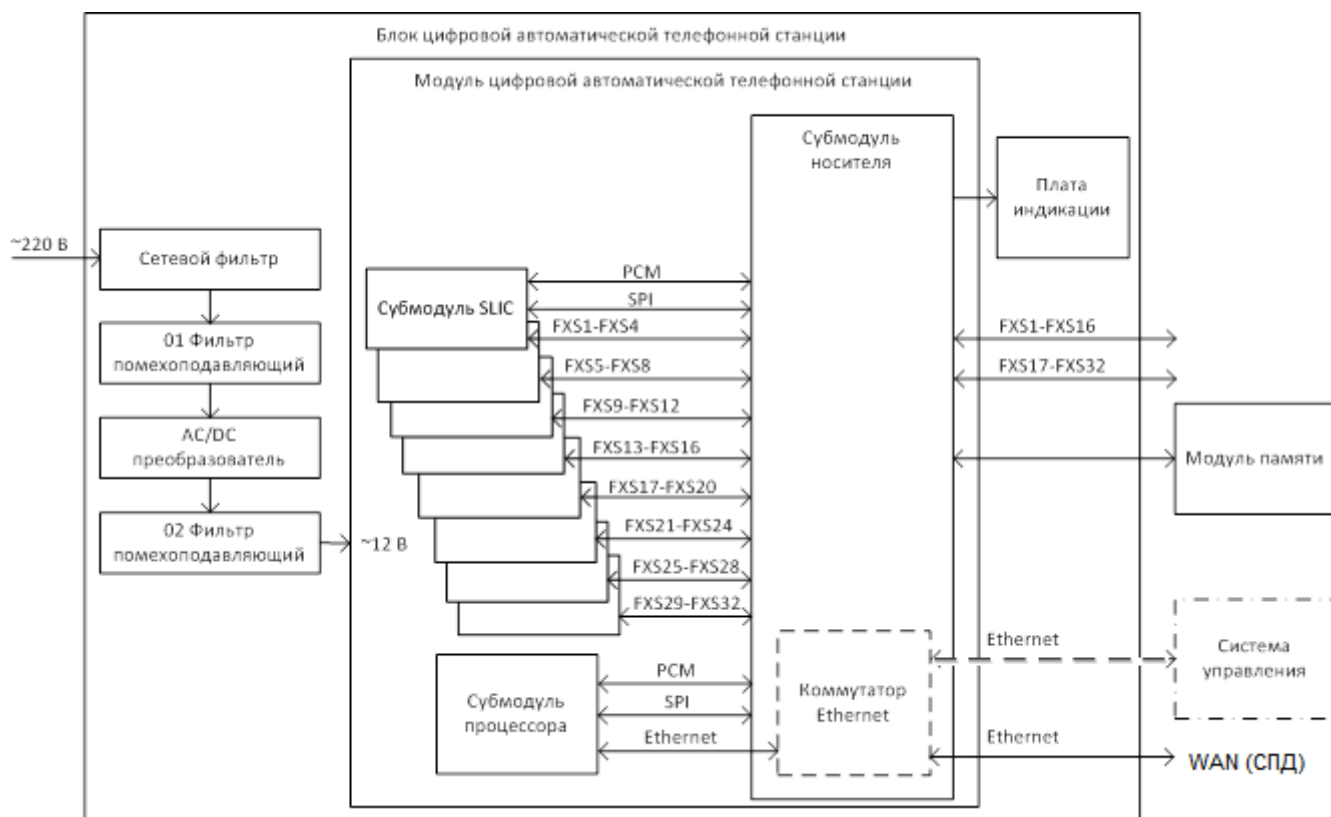 Блок цифровой автоматической телефонной станции
Модуль цифровой автоматической телефонной станции
Субмодуль
носителя
Плата
индикации
~220 В
Сетевой фильтр
01 Фильтр
помехоподавляющий
AC/DC
преобразователь
02 Фильтр
помехоподавляющий
~12 В
Субмодуль SLIC
PCM
SPI
FXS1-FXS4
FXS5-FXS8
FXS9-FXS12
FXS13-FXS16
FXS17-FXS20
FXS21-FXS24
FXS25-FXS28
FXS29-FXS32
FXS1-FXS16
FXS17-FXS32
Модуль памяти
Субмодуль
процессора
PCM
SPI
Ethernet
Коммутатор
Ethernet
Ethernet
Система
управления
Ethernet
WAN (СПД)